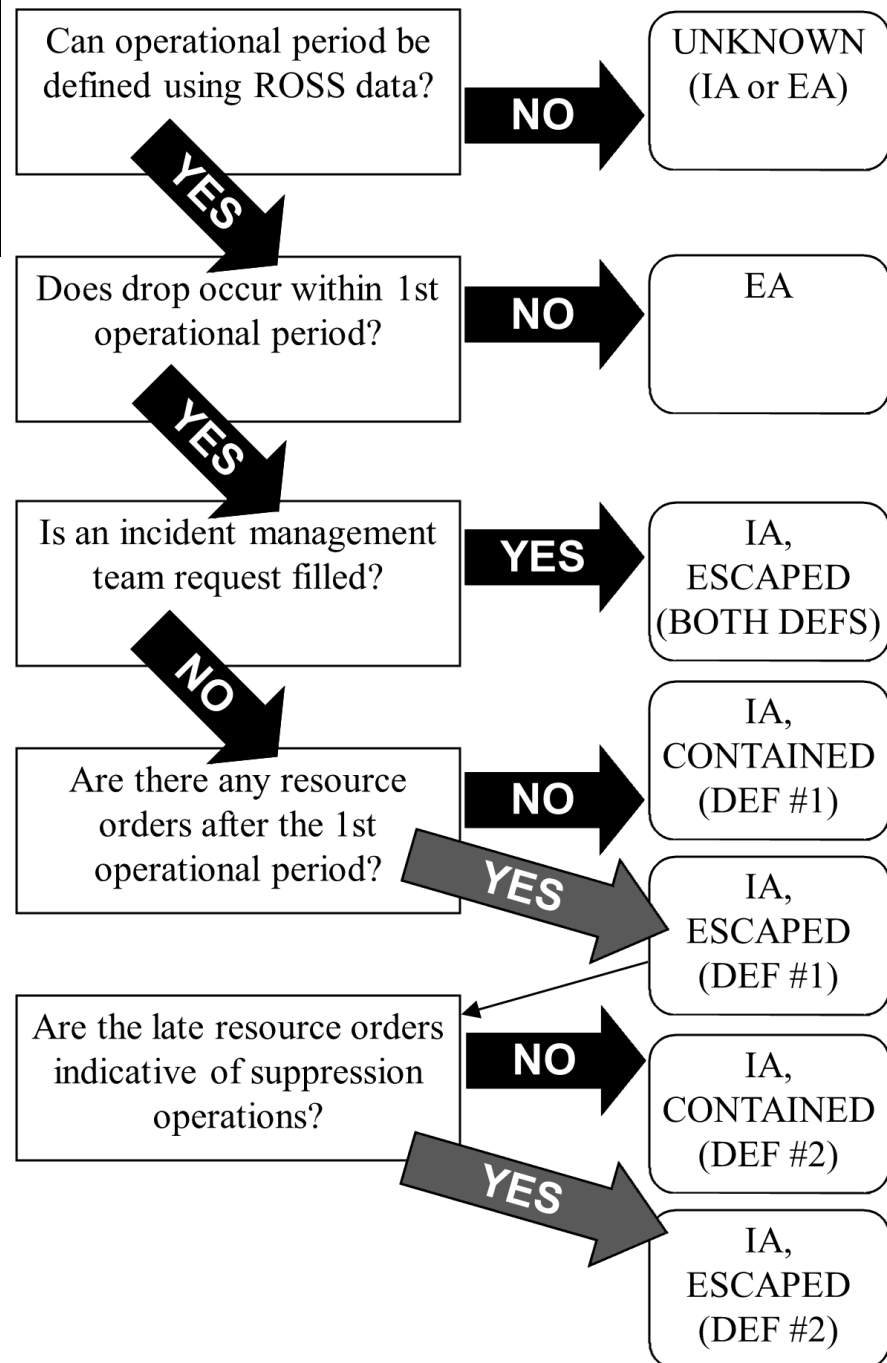 Can operational period be
defined using ROSS data?
NO
UNKNOWN
(IA or EA)
YES
Does drop occur within 1st
operational period?
NO
EA
YES
Is an incident management
team request filled?
YES
IA,
ESCAPED
(BOTH DEFS)
NO
Are there any resource
orders after the 1st
operational period?
NO
IA,
CONTAINED
(DEF #1)
YES
IA,
ESCAPED
(DEF #1)
Are the late resource orders
indicative of suppression
operations?
NO
IA,
CONTAINED
(DEF #2)
YES
IA,
ESCAPED
(DEF #2)